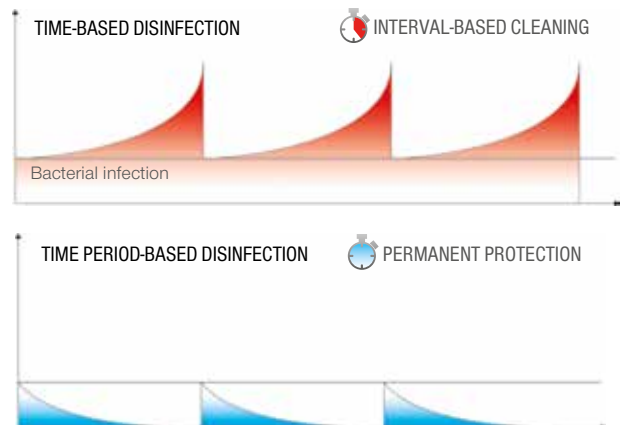 TIME-BASED DISINFECTION
INTERVAL-BASED CLEANING
Bacterial infection
TIME PERIOD-BASED DISINFECTION
PERMANENT PROTECTION